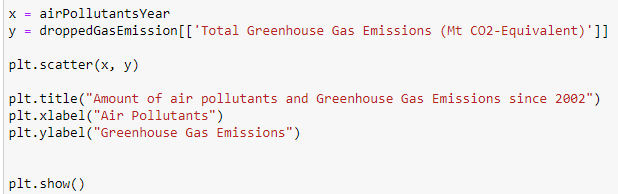 x = airPollutantsYear
y = droppedGasEmission[['Total Greenhouse Gas Emissions (Mt CO2-Equivalent)']]
plt.scatter(x, y)
plt.title("Amount of air pollutants and Greenhouse Gas Emissions since 2002")
plt.xlabel("Air Pollutants")
plt.ylabel("Greenhouse Gas Emissions")
plt.show()